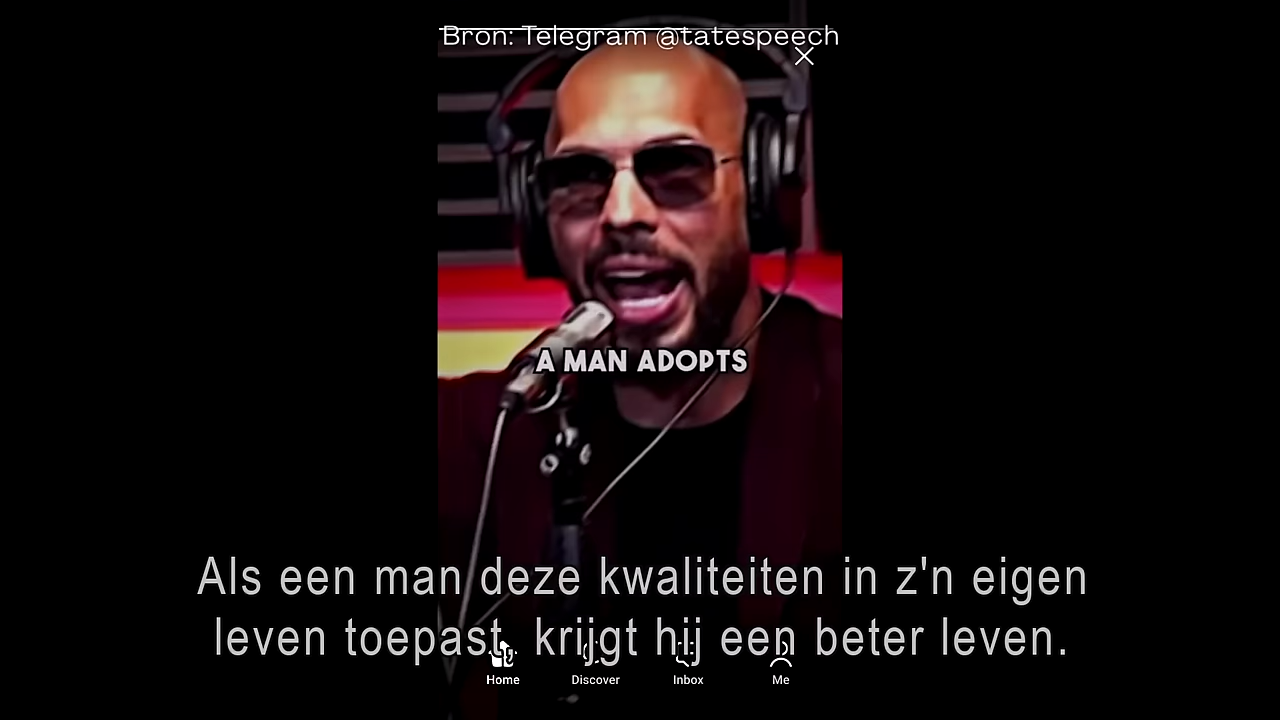 Bron: Telegram @tatespeech
A MAN ADOPTS
Als een man deze kwaliteiten in z'n eigen
leven toepast, krijgt hij een beter leven.
Home Discover Inbox Me